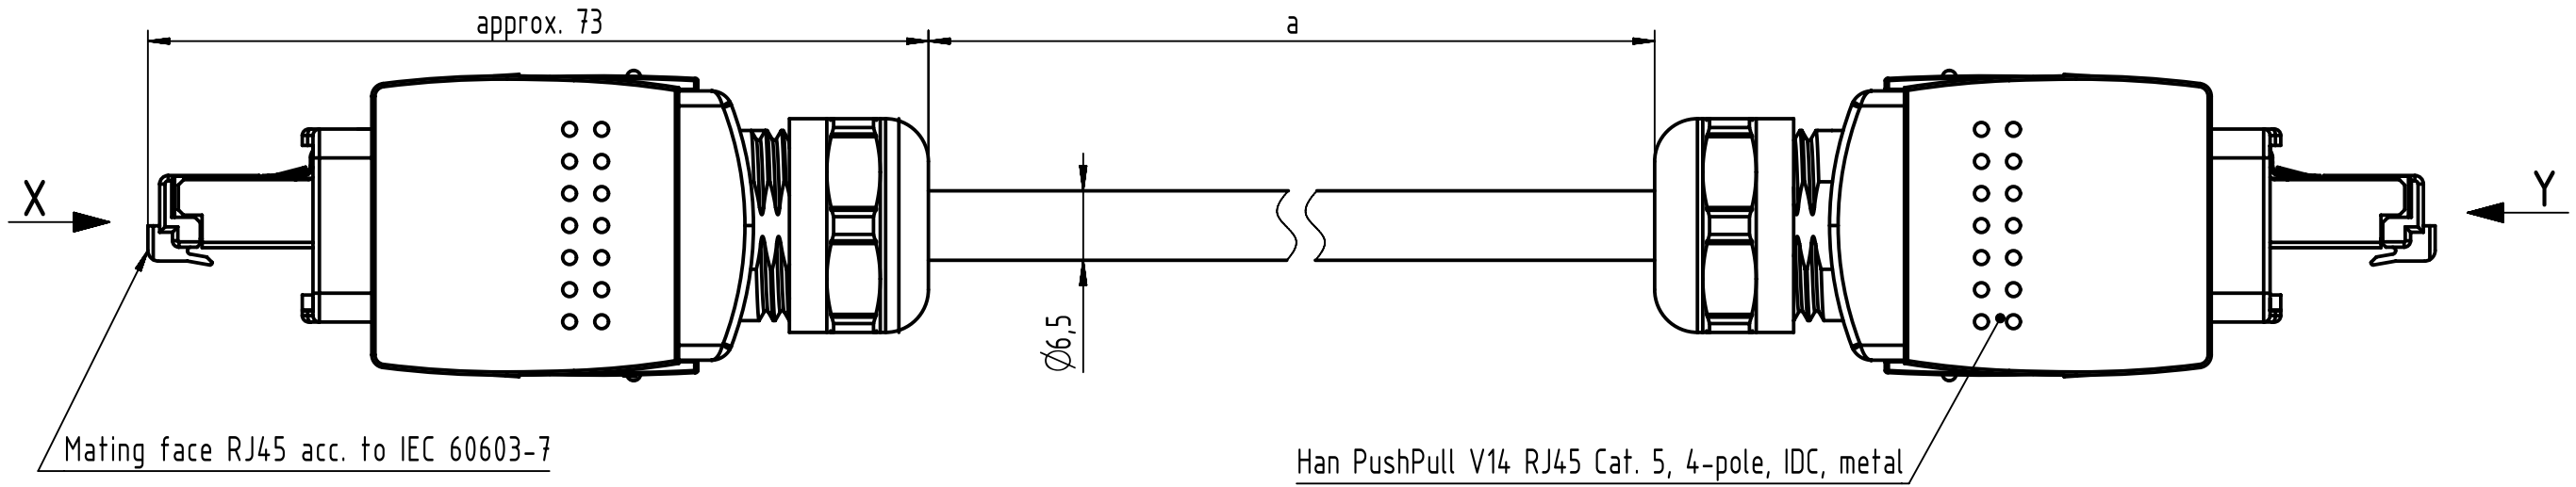 approx. 73
a
X
Y
Ø6,5
Mating face RJ45 acc. to IEC 60603-7
Han PushPull V14 RJ45 Cat. 5, 4-pole, IDC, metal